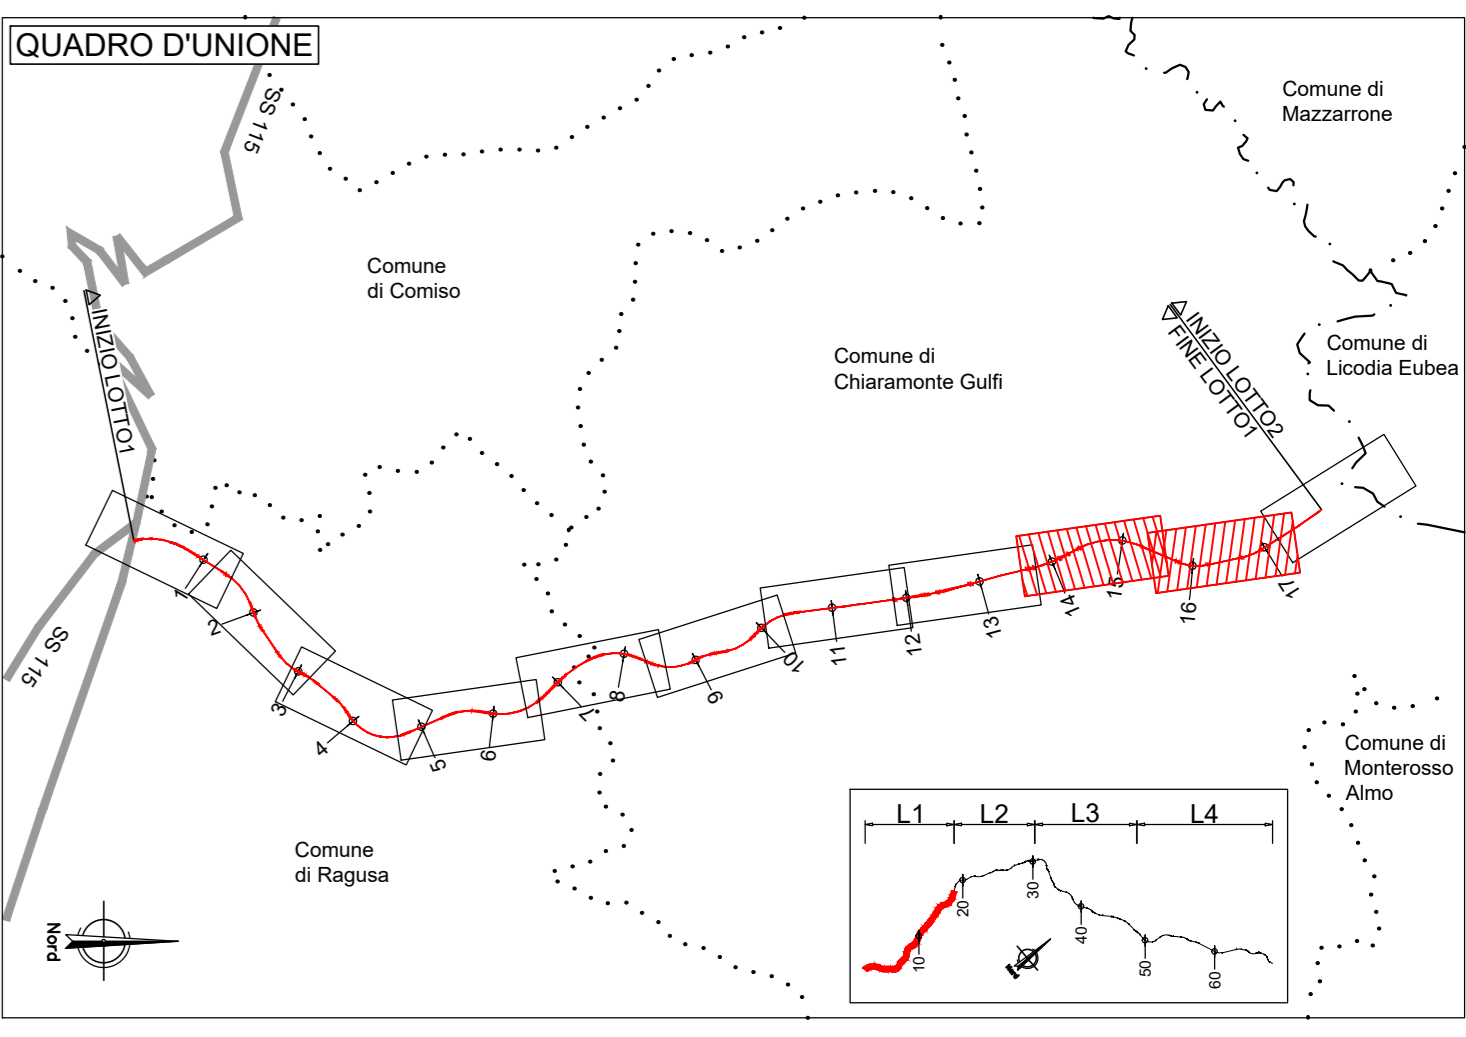 QUADRO D'UNIONE
SS 115
Comune di
Mazzarrone
Comune
di Comiso
INIZIO LOTTO1
Comune di
Chiaramonte Gulfi
INIZIO LOTTO2
FINE LOTTO1
Comune di
Licodia Eubea
1
2
3
4
5
6
7
8
9
10
11
12
13
14
15
16
17
SS 115
Comune di
Monterosso
Almo
Comune
di Ragusa
Nord
L1 L2 L3 L4
10
20
30
40
50
60